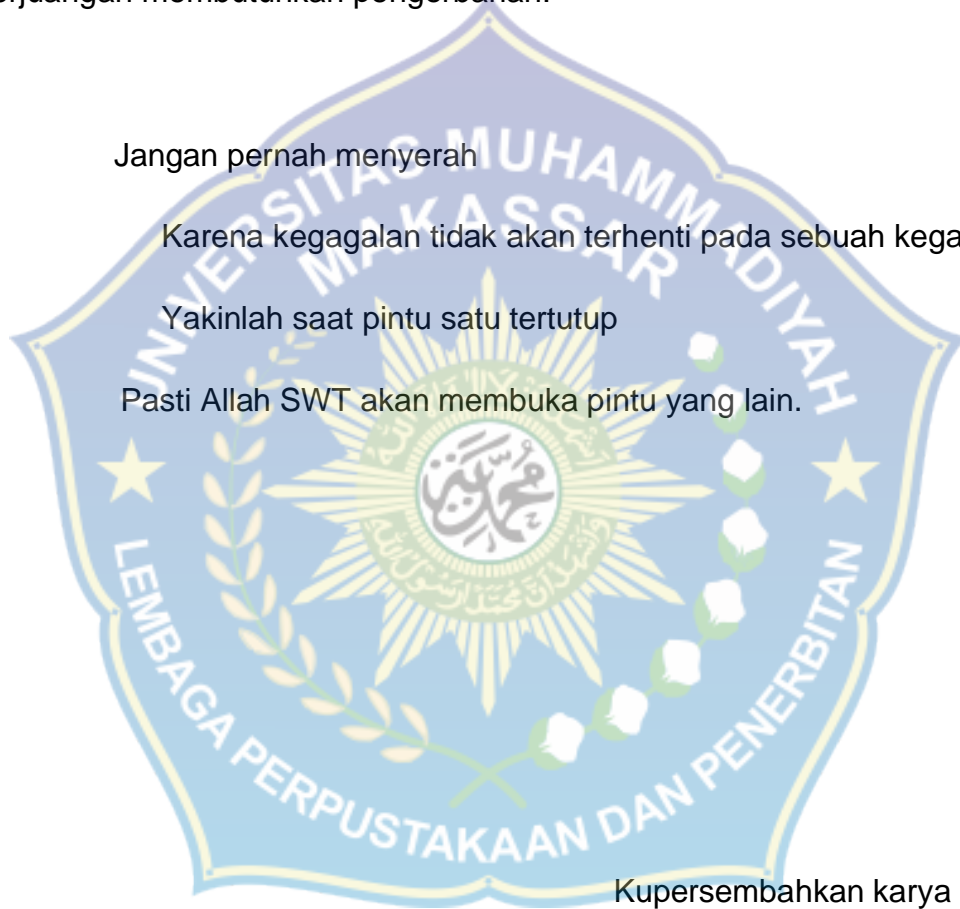 membutuhkan
Jangan pernah menyerah
Karena kegagalan tidak akan terhenti pada sebuah
Yakinlah saat pintu satu tertutup
Pasti Allah SWT akan membuka pintu yang lain.
UNIVERSITAS MUHAMMADIYAH
MAKASSAR
LEMBAGA PERPUSTAKAAN DAN PENERBITAN
Kupersembahkan karya